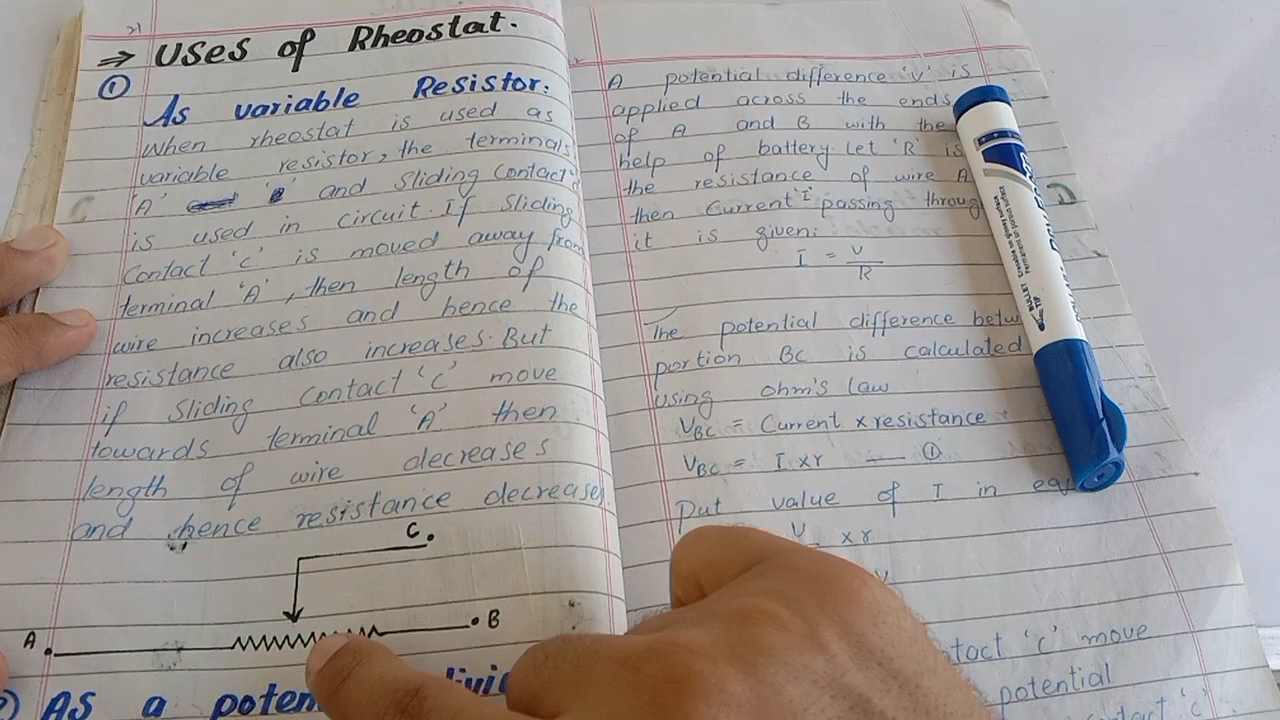 ⇒ Uses of Rheostat.
① As variable Resistor:
When rheostat is used as
variable resistor, the terminals
'A' and Sliding Contact
is used in circuit. If Sliding
Contact 'c' is moved away from
terminal 'A', then length of
wire increases and hence the
resistance also increases. But
if Sliding Contact 'C' move
towards terminal 'A' then
length of wire decreases
and hence resistance decrease
C
A
B
As a
A potential difference 'V' is
applied across the ends
of A and B with the
help of battery. Let 'R' is
the resistance of wire A
then Current 'I' passing
it is given:
I = V
R
The potential difference
portion BC is calculated
using ohm's law
VBC = Current × resistance
VBC = I × r — ①
Put value of I in
V
× r
'C' move
potential
'C'
BULLET
TIP